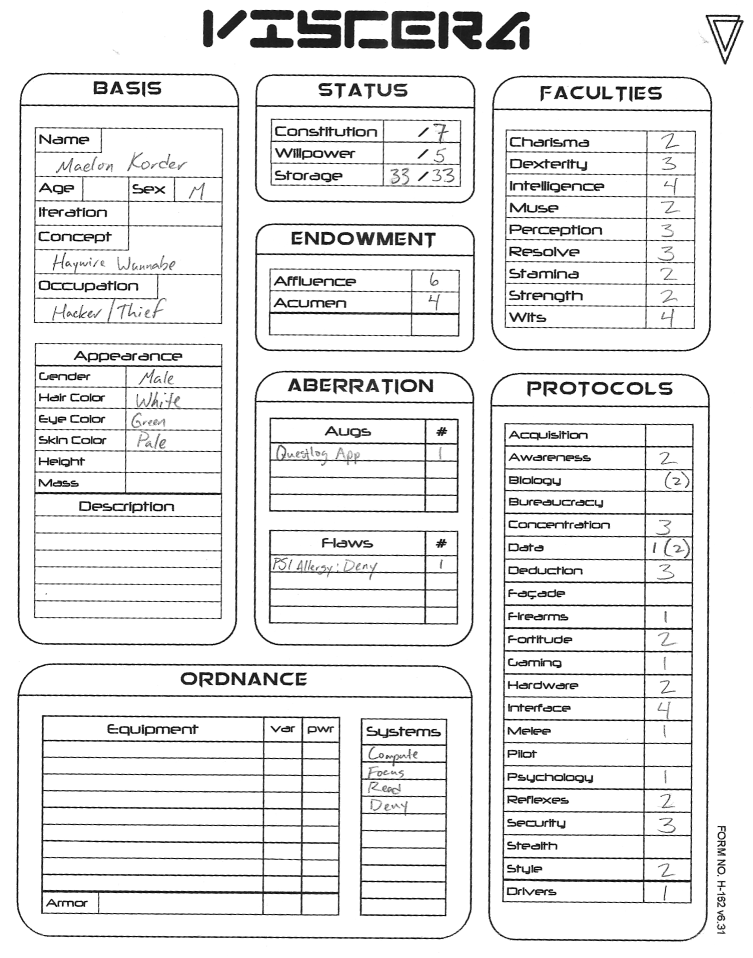 VISCERA
BASIS
Name
Maelon Korder
Age Sex M
Iteration
Concept
Haywire Wannabe
Occupation
Hacker/Thief
Appearance
Gender Male
Hair Color White
Eye Color Green
Skin Color Pale
Height
Mass
Description
STATUS
Constitution /7
Willpower /5
Storage 33/33
ENDOWMENT
Affluence 6
Acumen 4
ABERRATION
Augs #
Questlog App 1
Flaws #
PSI Allergy: Deny 1
FACULTIES
Charisma 2
Dexterity 3
Intelligence 4
Muse 2
Perception 3
Resolve 3
Stamina 2
Strength 2
Wits 4
PROTOCOLS
Acquisition
Awareness 2
Biology (2)
Bureaucracy
Concentration 3
Data 1 (2)
Deduction 3
Façade
Firearms 1
Fortitude 2
Gaming 1
Hardware 2
Interface 4
Melee 1
Pilot
Psychology 1
Reflexes 2
Security 3
Stealth
Style 2
Drivers 1
ORDNANCE
Equipment var pwr
Armor
Systems
Compute
Focus
Read
Deny
FORM NO. H-162 v6.31